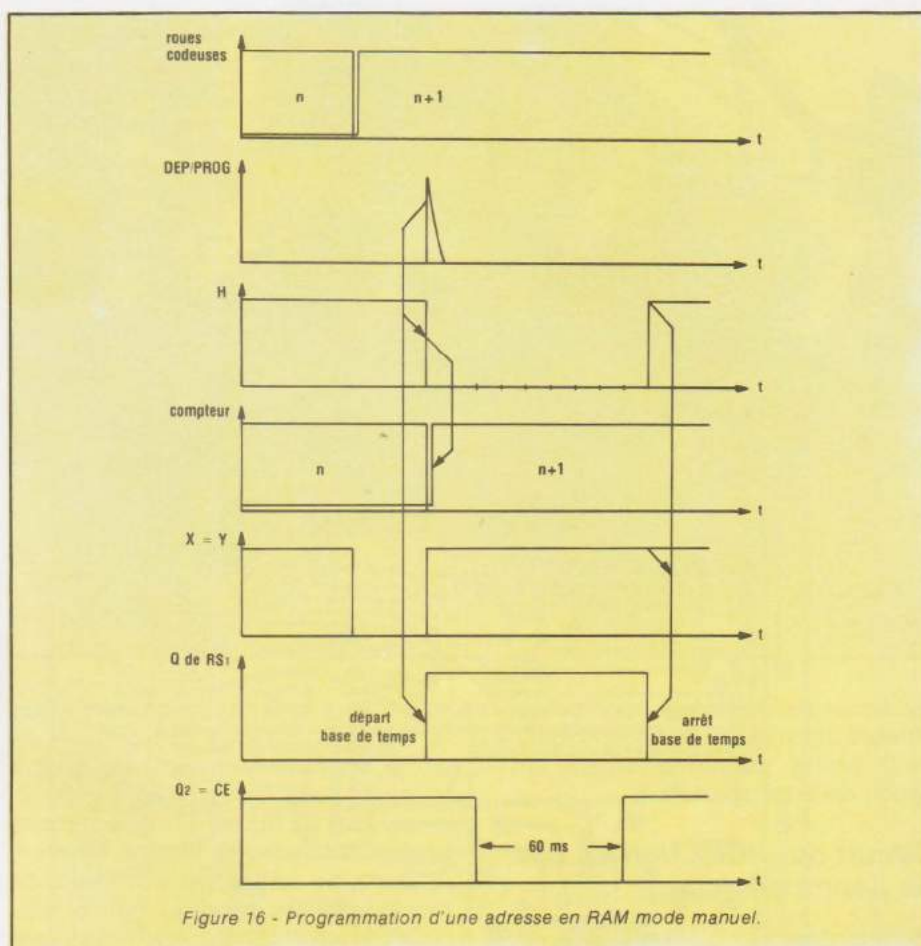 roues
codeuses
n
n+1
t
DEP/PROG
t
H
t
compteur
n
n+1
t
X = Y
t
Q de RS1
départ
base de temps
arrêt
base de temps
t
Q2 = CE
60 ms
t
Figure 16 - Programmation d'une adresse en RAM mode manuel.